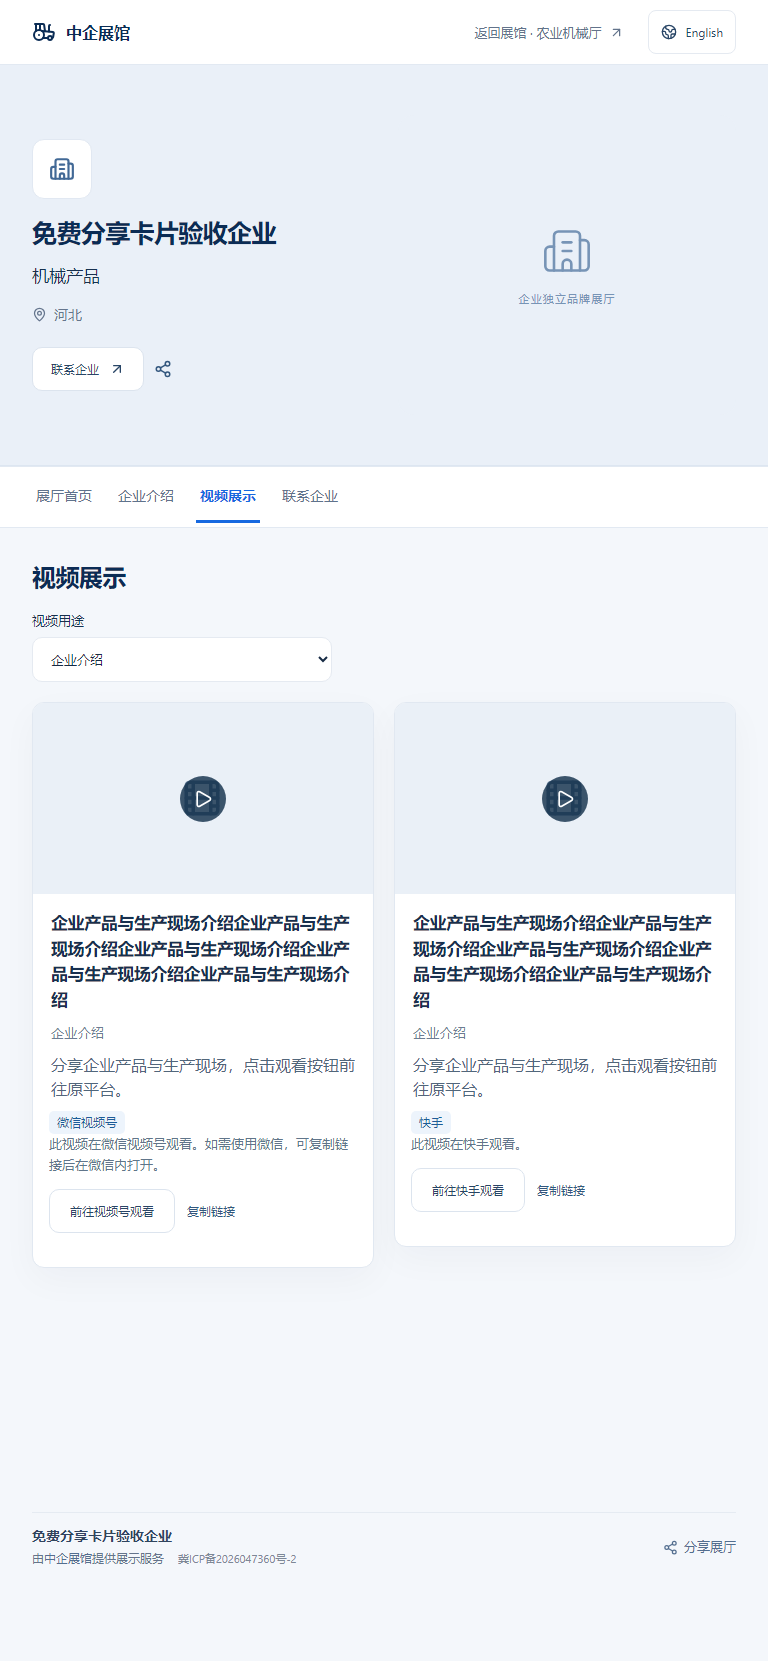 中企展馆
返回展馆 · 农业机械厅
English
免费分享卡片验收企业
机械产品
河北
联系企业
企业独立品牌展厅
展厅首页
企业介绍
视频展示
联系企业
视频展示
视频用途
企业介绍
企业产品与生产现场介绍企业产品与生产
现场介绍企业产品与生产现场介绍企业产
品与生产现场介绍企业产品与生产现场介
绍
企业介绍
分享企业产品与生产现场，点击观看按钮前
往原平台。
微信视频号
此视频在微信视频号观看。如需使用微信，可复制链
接后在微信内打开。
前往视频号观看
复制链接
企业产品与生产现场介绍企业产品与生产
现场介绍企业产品与生产现场介绍企业产
品与生产现场介绍企业产品与生产现场介
绍
企业介绍
分享企业产品与生产现场，点击观看按钮前
往原平台。
快手
此视频在快手观看。
前往快手观看
复制链接
免费分享卡片验收企业
由中企展馆提供展示服务 冀ICP备2026047360号-2
分享展厅